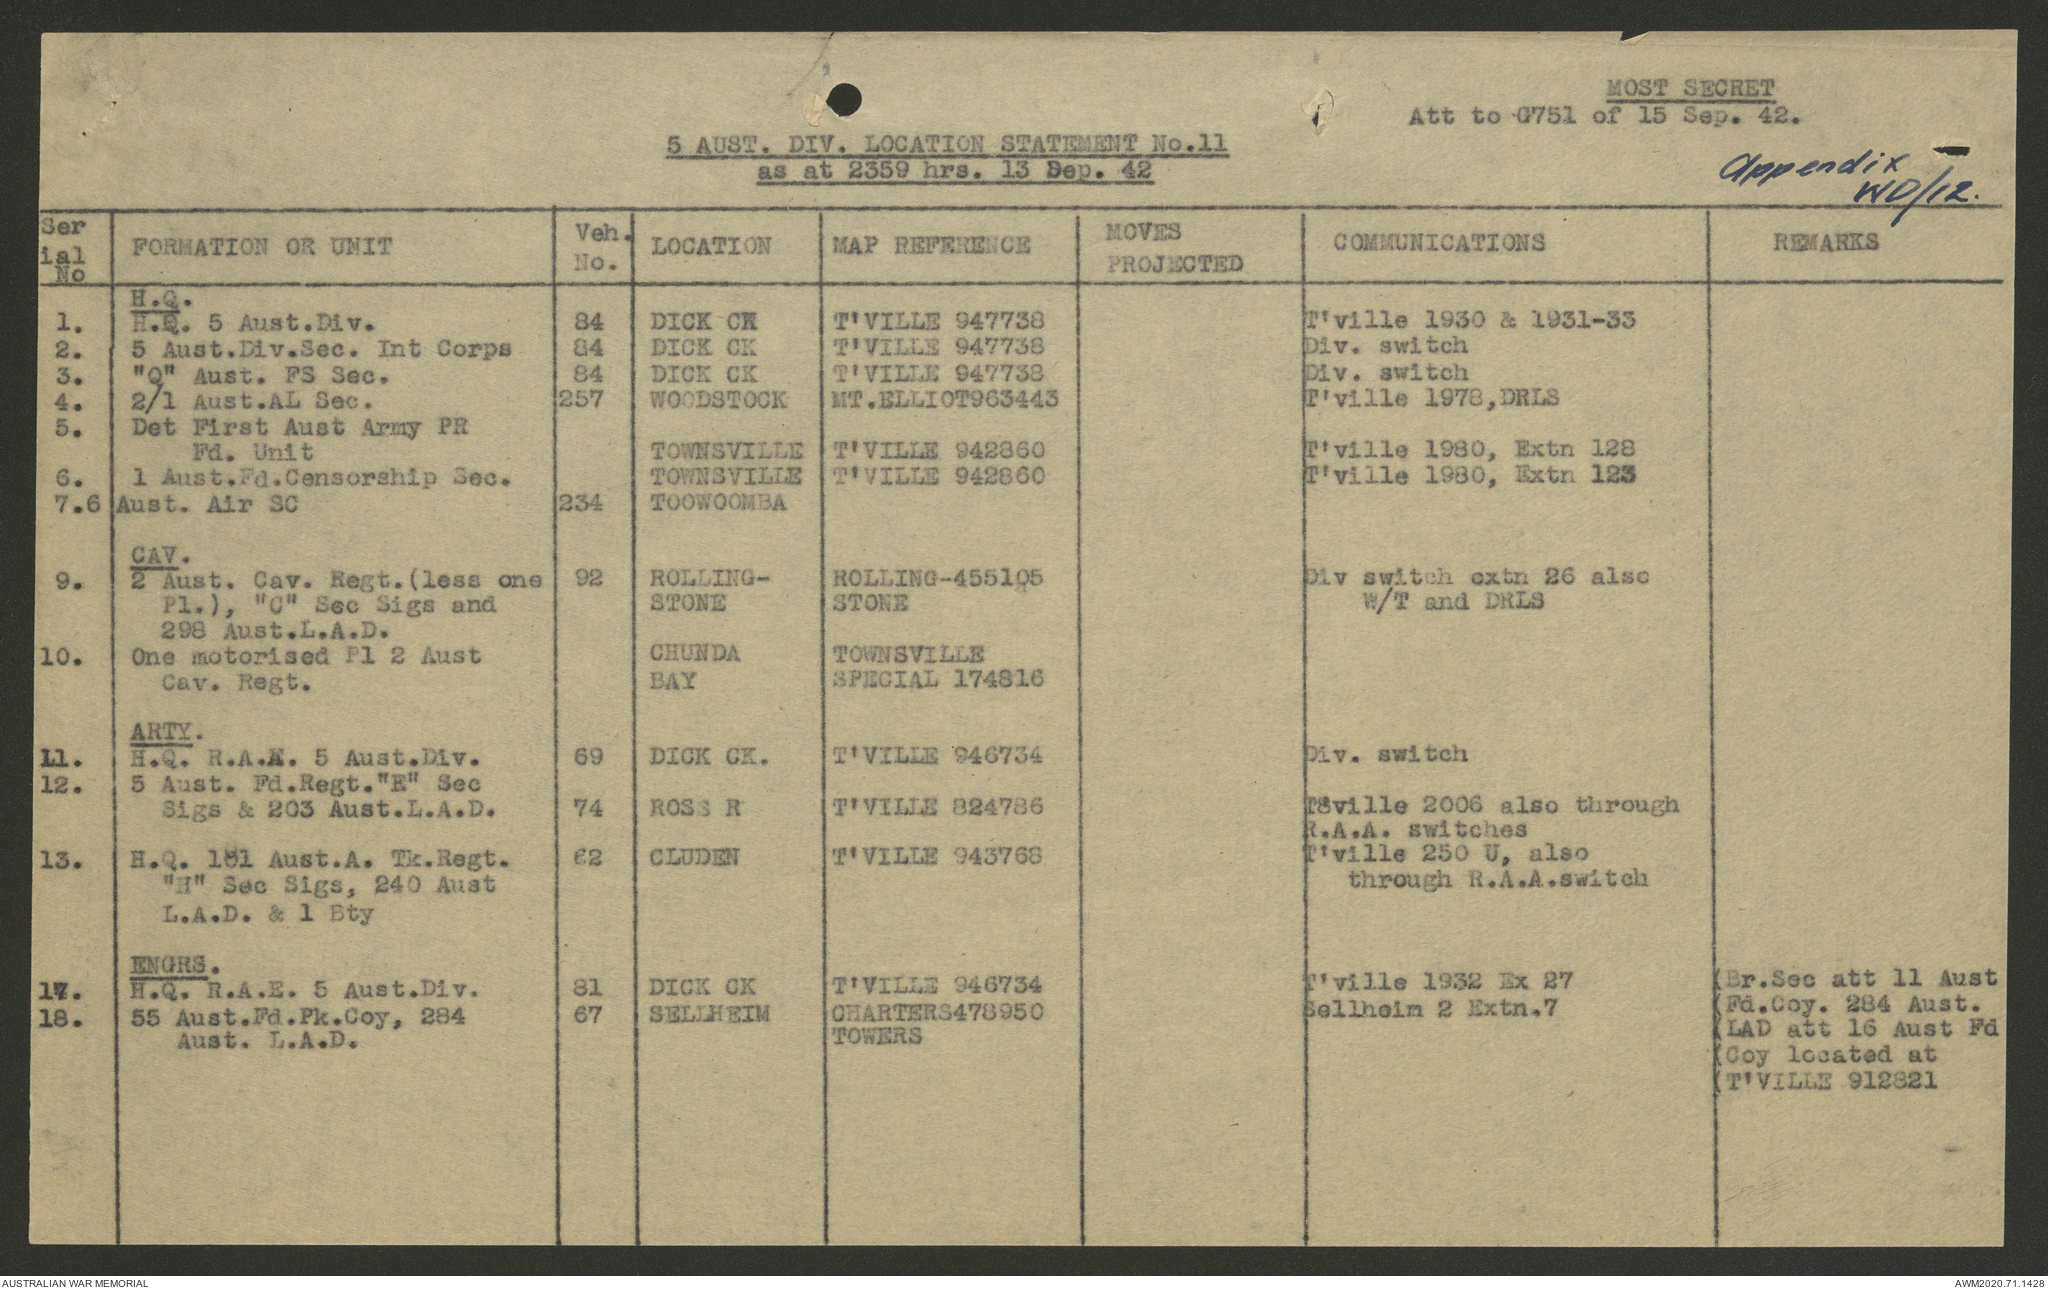 MOST SECRET
Att to G751 of 15 Sep. 42.
5 AUST. DIV. LOCATION STATEMENT No.11
as at 2359 hrs. 13 Sep. 42
Appendix
WD/12.
Ser ial No FORMATION OR UNIT Veh. No. LOCATION MAP REFERENCE MOVES PROJECTED COMMUNICATIONS REMARKS
H.Q.
1. H.Q. 5 Aust.Div. 84 DICK CK T'VILLE 947738 T'ville 1930 & 1931-33
2. 5 Aust.Div.Sec. Int Corps 84 DICK CK T'VILLE 947738 Div. switch
3. "Q" Aust. FS Sec. 84 DICK CK T'VILLE 947738 Div. switch
4. 2/1 Aust.AL Sec. 257 WOODSTOCK MT.ELLIOT963443 T'ville 1978,DRLS
5. Det First Aust Army PR
Fd. Unit TOWNSVILLE T'VILLE 942860 T'ville 1980, Extn 128
6. 1 Aust.Fd.Censorship Sec. TOWNSVILLE T'VILLE 942860 T'ville 1980, Extn 123
7.6 Aust. Air SC 234 TOOWOOMBA
CAV.
9. 2 Aust. Cav. Regt.(less one 92 ROLLING- ROLLING-455105 Div switch extn 26 also
Pl.), "C" Sec Sigs and STONE STONE W/T and DRLS
298 Aust.L.A.D.
10. One motorised Pl 2 Aust CHUNDA TOWNSVILLE
Cav. Regt. BAY SPECIAL 174816
ARTY.
11. H.Q. R.A.A. 5 Aust.Div. 69 DICK CK. T'VILLE 946734 Div. switch
12. 5 Aust. Fd.Regt."E" Sec
Sigs & 203 Aust.L.A.D. 74 ROSS R T'VILLE 824786 T8ville 2006 also through
R.A.A. switches
13. H.Q. 101 Aust.A. Tk.Regt. 62 CLUDEN T'VILLE 943768 T'ville 250 U, also
"H" Sec Sigs, 240 Aust through R.A.A.switch
L.A.D. & 1 Bty
ENGRS.
17. H.Q. R.A.E. 5 Aust.Div. 81 DICK CK T'VILLE 946734 T'ville 1932 Ex 27 (Br.Sec att 11 Aust
18. 55 Aust.Fd.Pk.Coy, 284 67 SELLHEIM CHARTERS478950 Sellheim 2 Extn.7 (Fd.Coy. 284 Aust.
Aust. L.A.D. TOWERS (LAD att 16 Aust Fd
(Coy located at
(T'VILLE 912821
AUSTRALIAN WAR MEMORIAL
AWM2020.71.1428